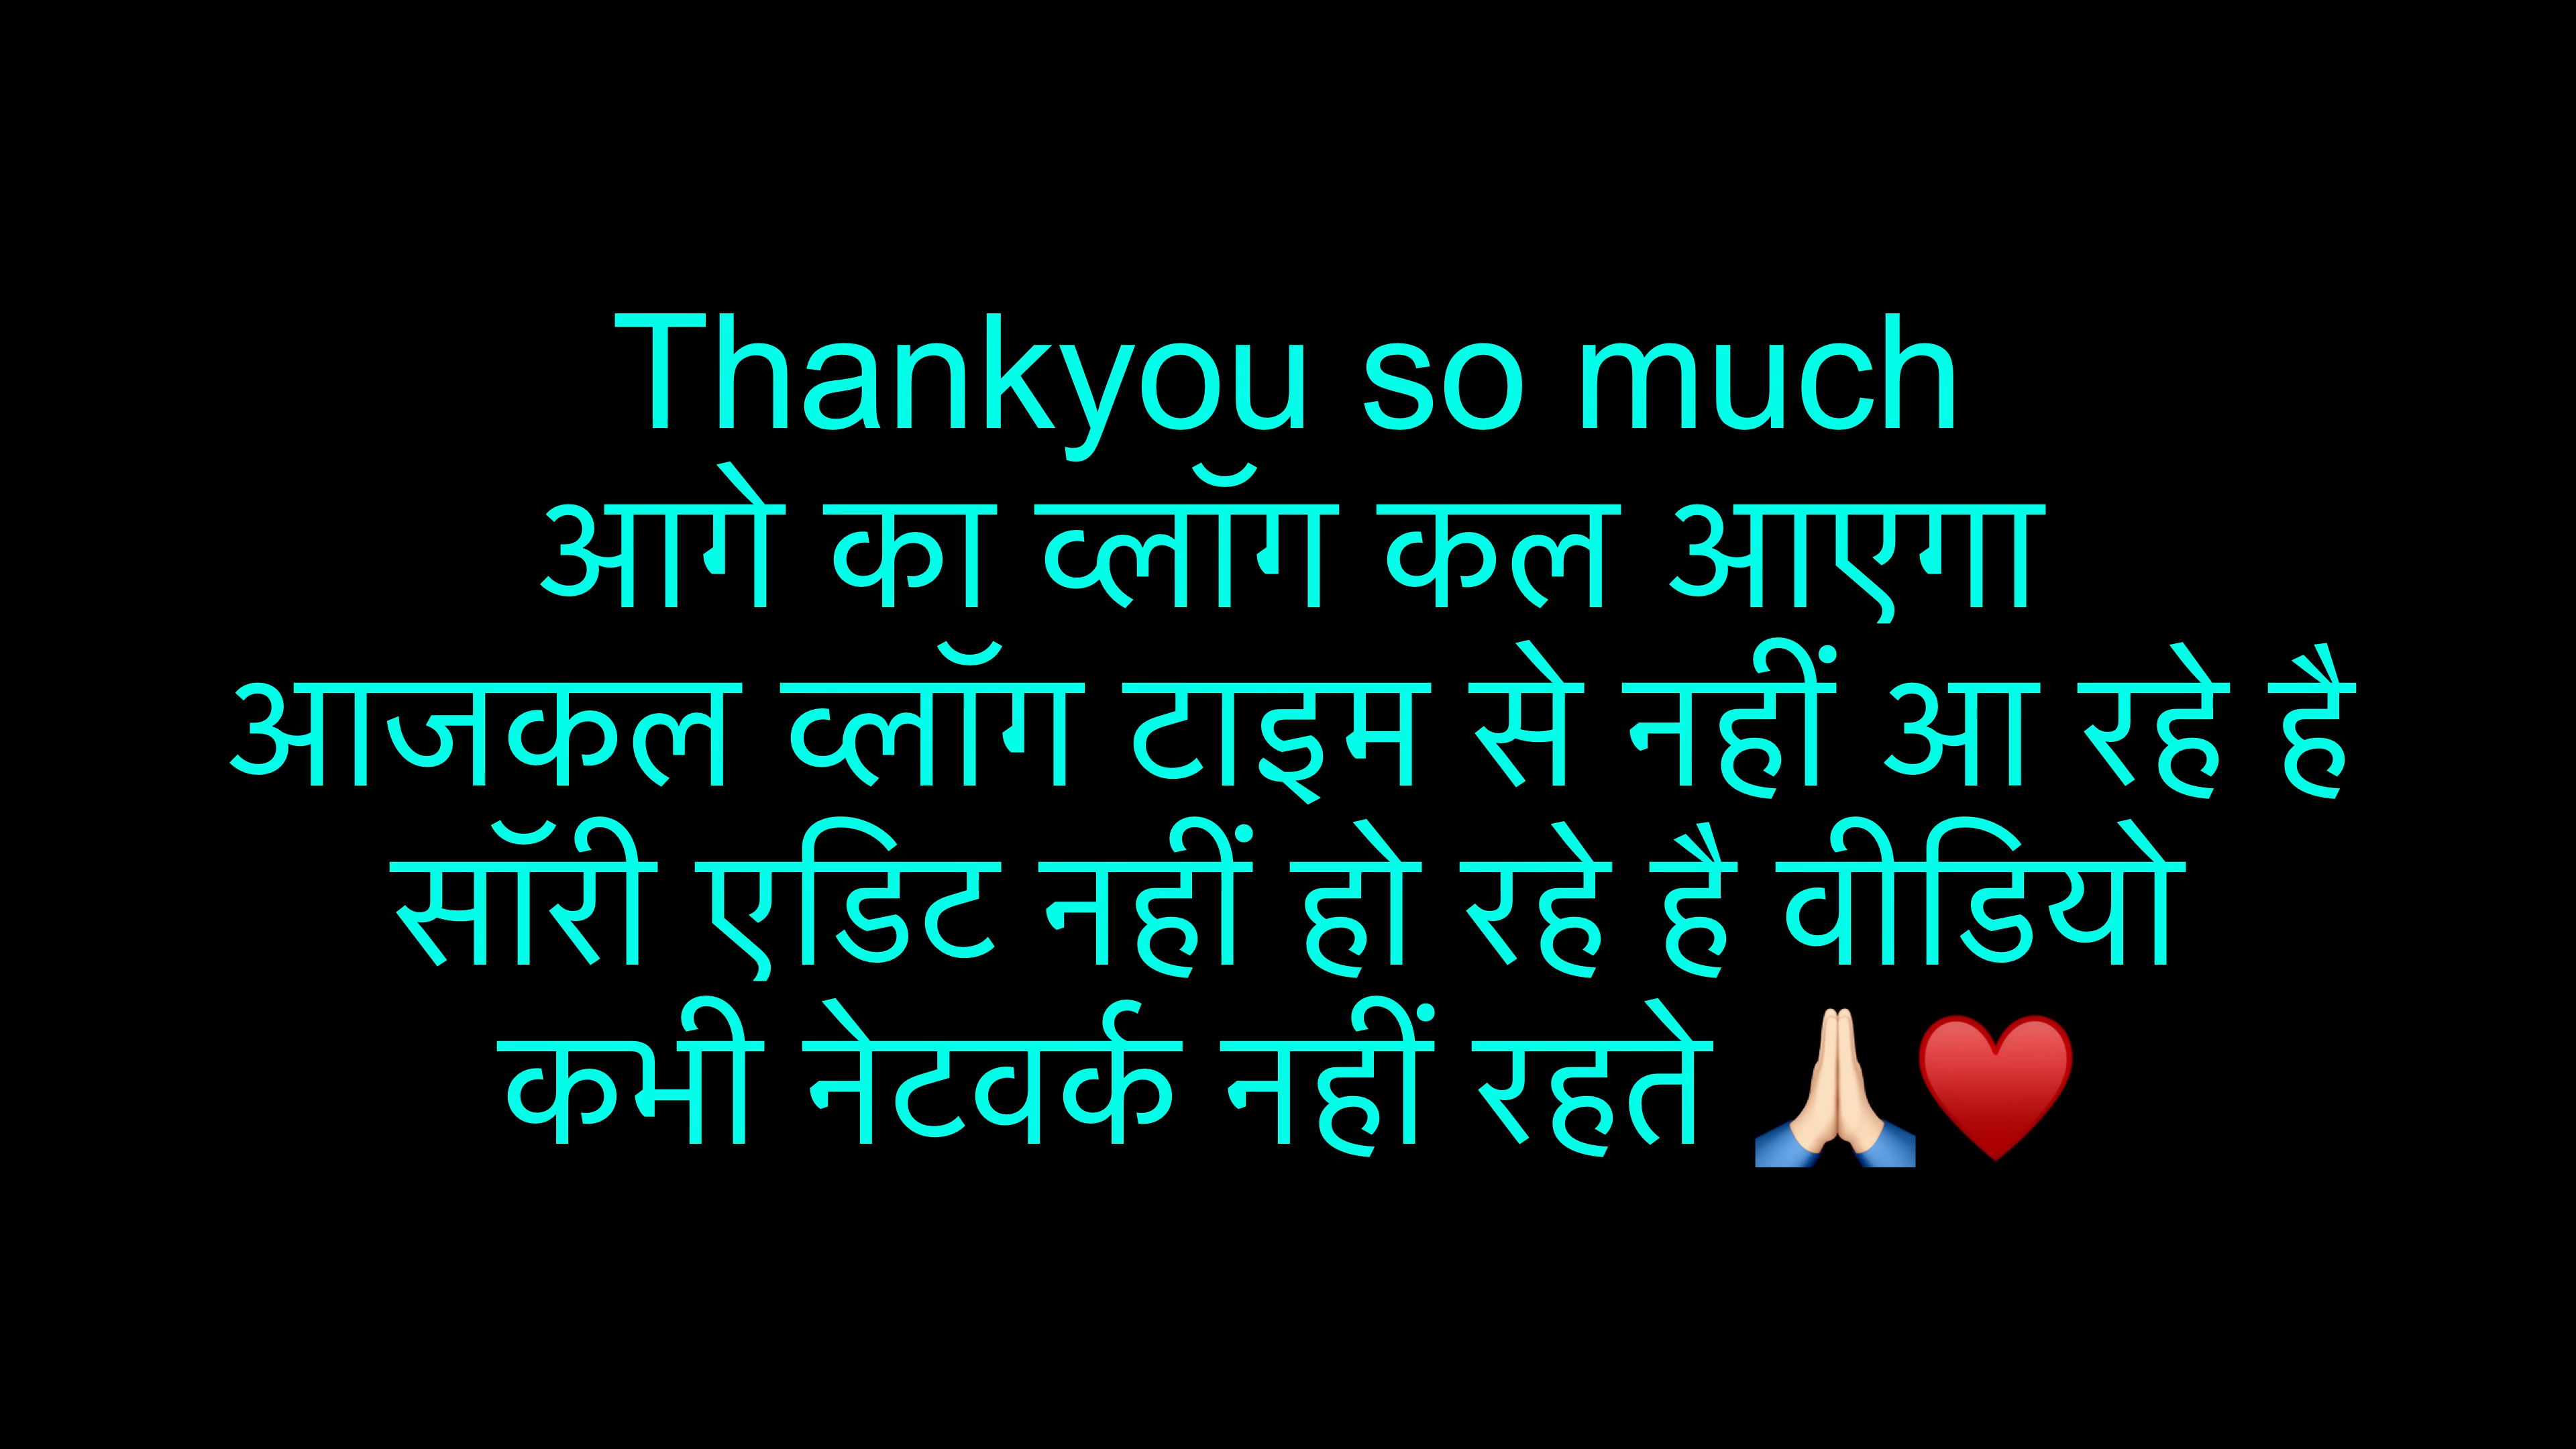 Thankyou so much
आगे का व्लॉग कल आएगा
आजकल व्लॉग टाइम से नहीं आ रहे है
सॉरी एडिट नहीं हो रहे है वीडियो
कभी नेटवर्क नहीं रहते 🙏🏻♥️